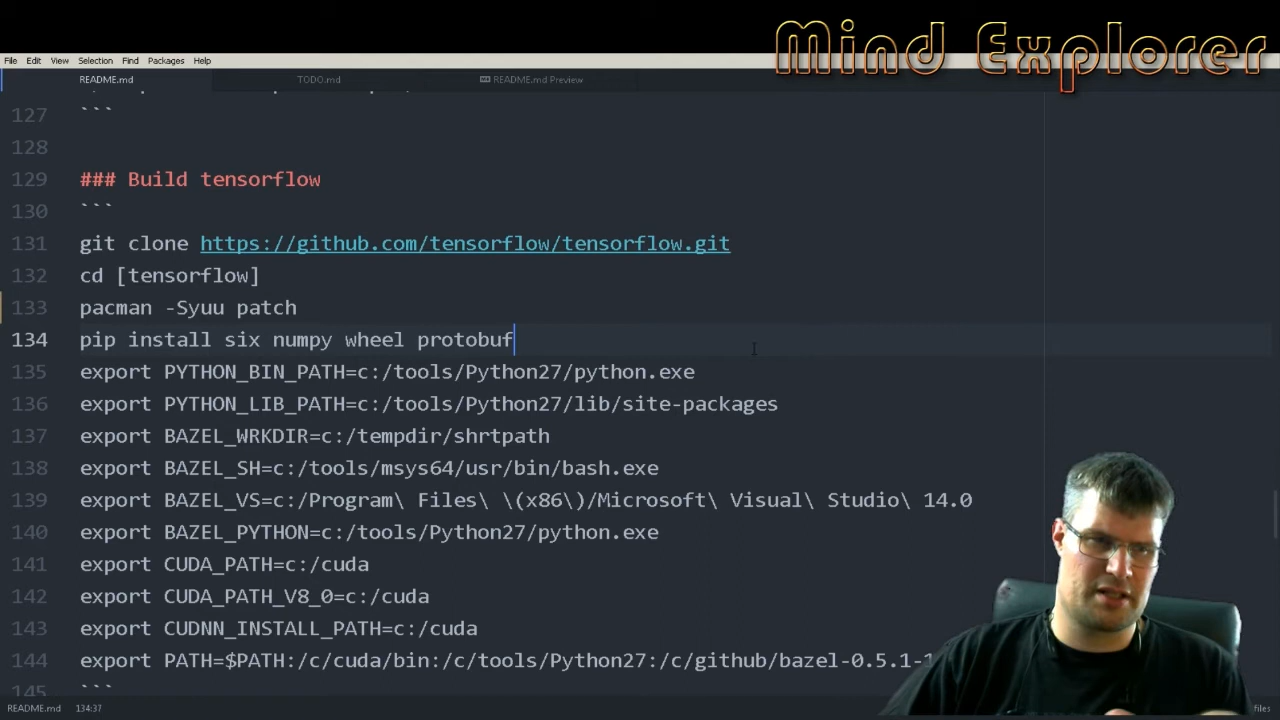 Mind Explorer
File Edit View Selection Find Packages Help
README.md TODO.md README.md Preview
127 ```
128
129 ### Build tensorflow
130 ```
131 git clone https://github.com/tensorflow/tensorflow.git
132 cd [tensorflow]
133 pacman -Syuu patch
134 pip install six numpy wheel protobuf
135 export PYTHON_BIN_PATH=c:/tools/Python27/python.exe
136 export PYTHON_LIB_PATH=c:/tools/Python27/lib/site-packages
137 export BAZEL_WRKDIR=c:/tempdir/shrtpath
138 export BAZEL_SH=c:/tools/msys64/usr/bin/bash.exe
139 export BAZEL_VS=c:/Program\ Files\ \(x86\)/Microsoft\ Visual\ Studio\ 14.0
140 export BAZEL_PYTHON=c:/tools/Python27/python.exe
141 export CUDA_PATH=c:/cuda
142 export CUDA_PATH_V8_0=c:/cuda
143 export CUDNN_INSTALL_PATH=c:/cuda
144 export PATH=$PATH:/c/cuda/bin:/c/tools/Python27:/c/github/bazel-0.5.1-
145 ```
README.md 134:37 files